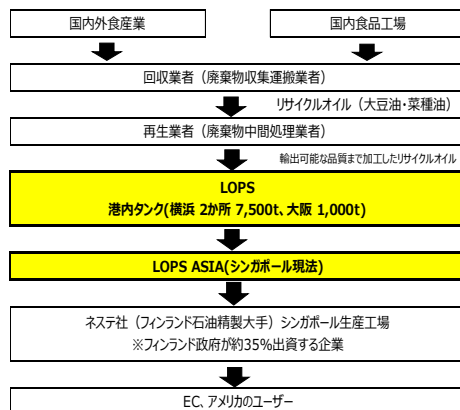 国内外食産業
国内食品工場
回収業者（廃棄物収集運搬業者）
リサイクルオイル（大豆油・菜種油）
再生業者（廃棄物中間処理業者）
輸出可能な品質まで加工したリサイクルオイル
LOPS
港内タンク(横浜 2か所 7,500t、大阪 1,000t)
LOPS ASIA(シンガポール現法)
ネステ社（フィンランド石油精製大手）シンガポール生産工場
※フィンランド政府が約35%出資する企業
EC、アメリカのユーザー